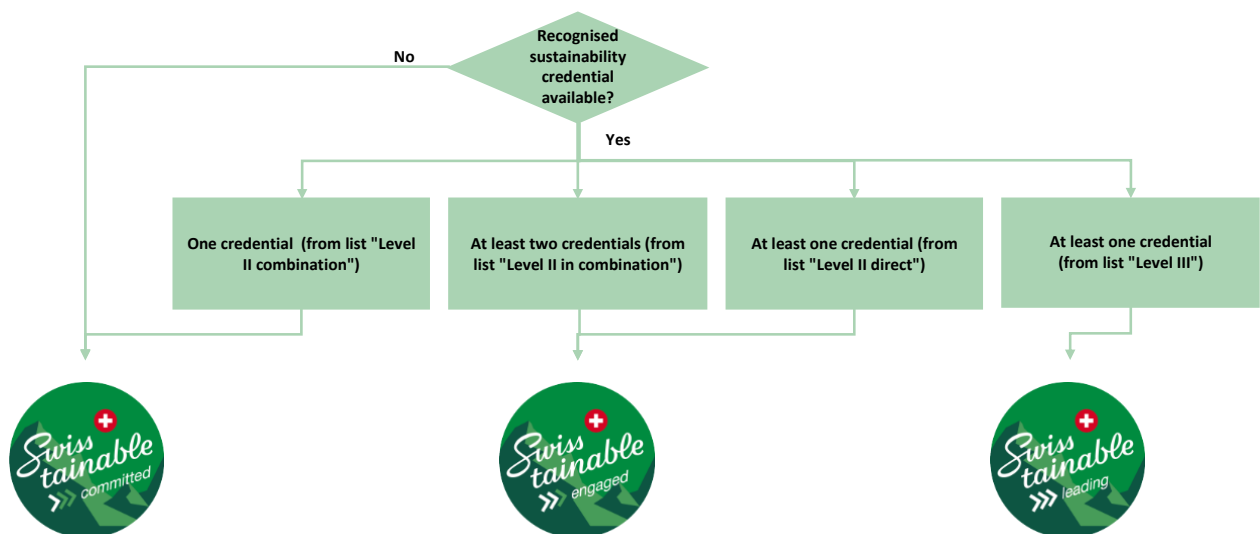 Recognised
sustainability
credential
available?
No
Yes
One credential  (from list "Level
II combination")
At least two credentials (from
list "Level II in combination")
At least one credential (from
list "Level II direct")
At least one credential
(from list "Level III")
Swiss
tainable
committed
Swiss
tainable
engaged
Swiss
tainable
leading